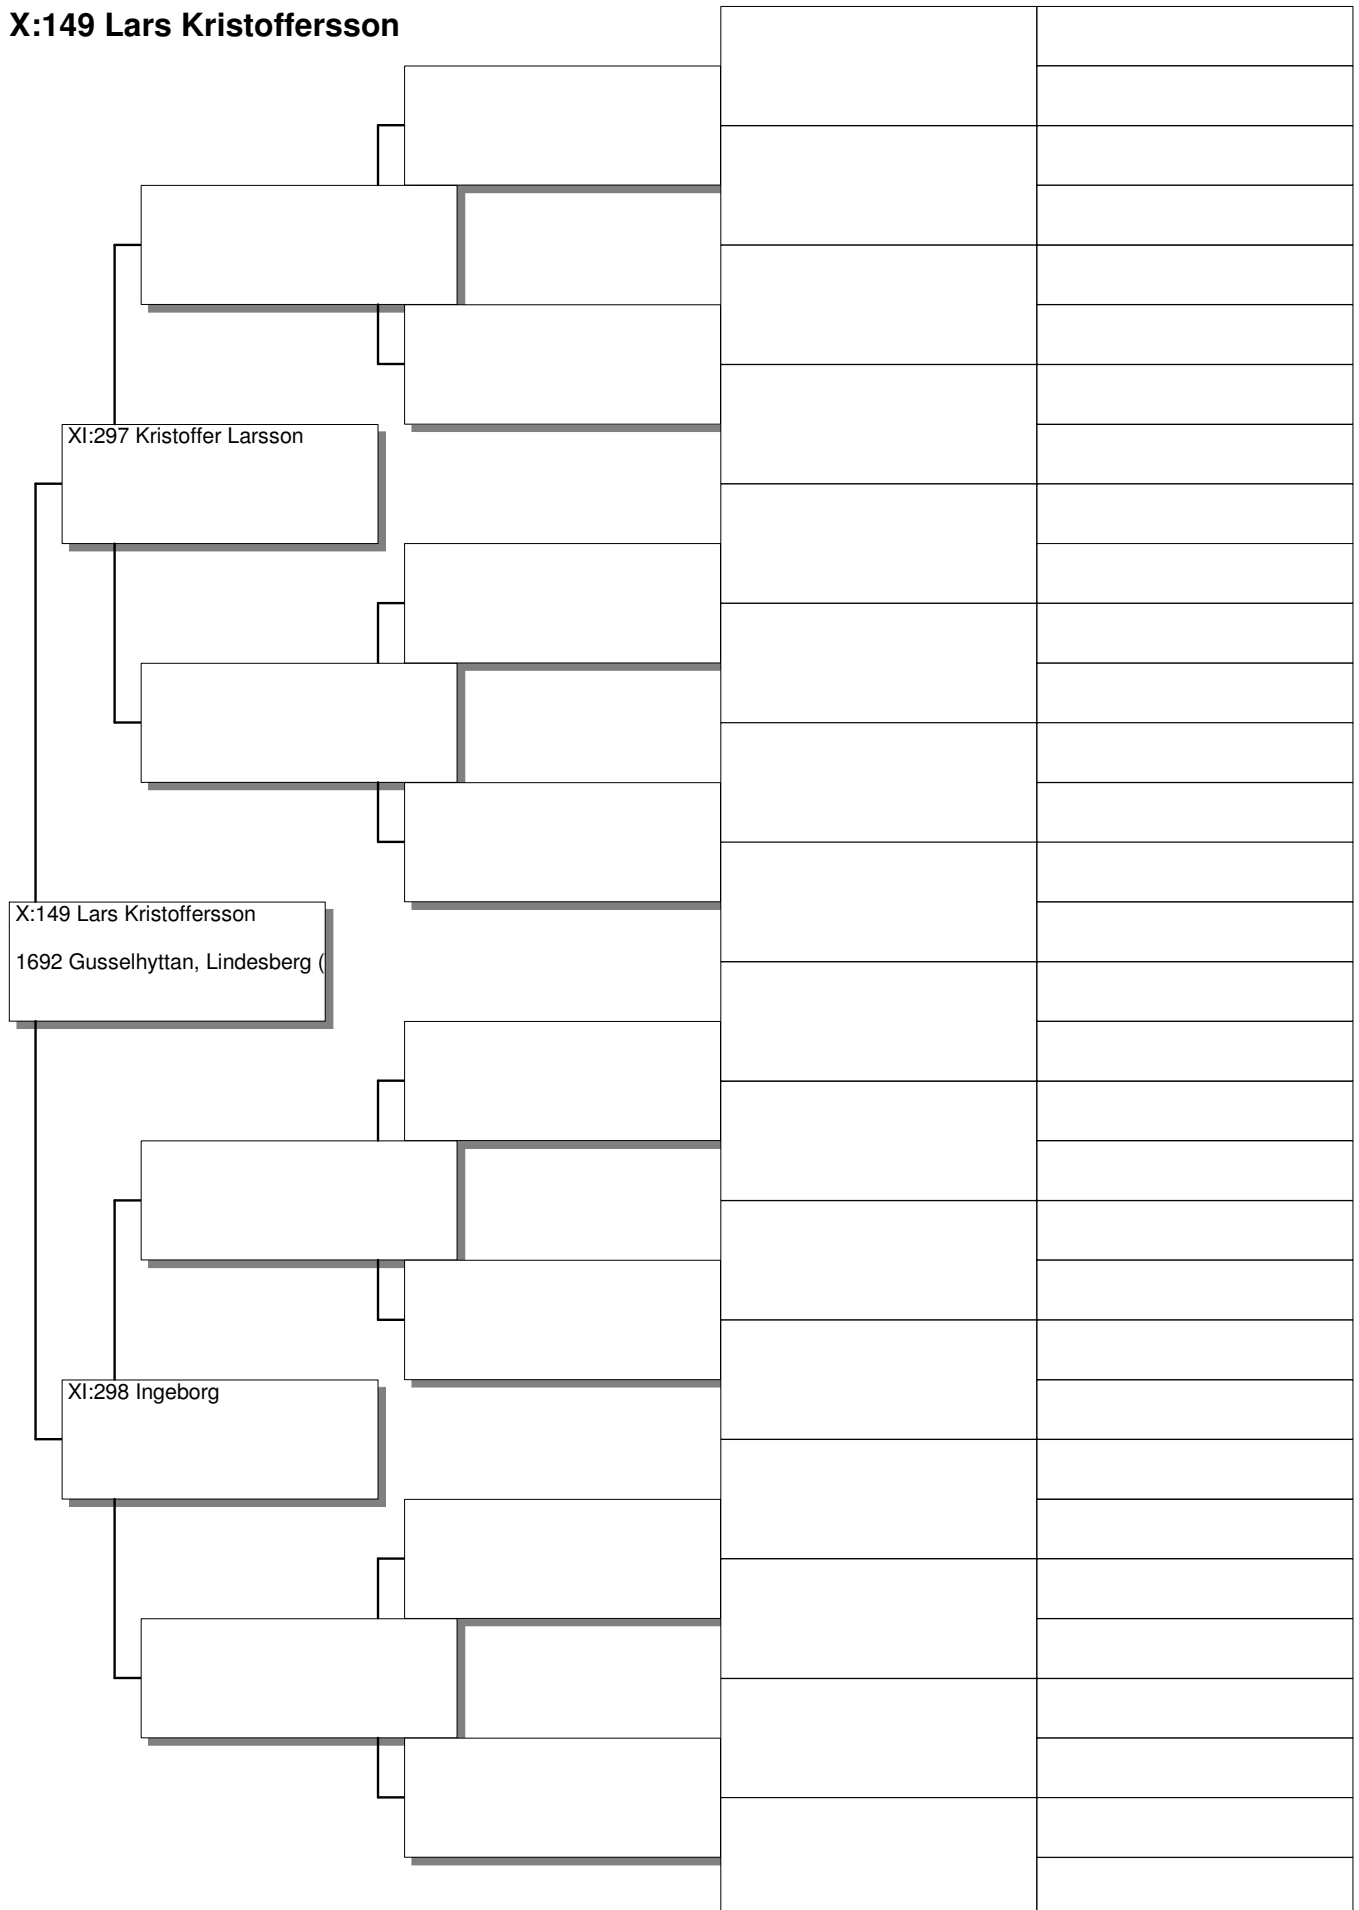 X:149 Lars Kristoffersson
XI:297 Kristoffer Larsson
X:149 Lars Kristoffersson
1692 Gusselhyttan, Lindesberg (
XI:298 Ingeborg